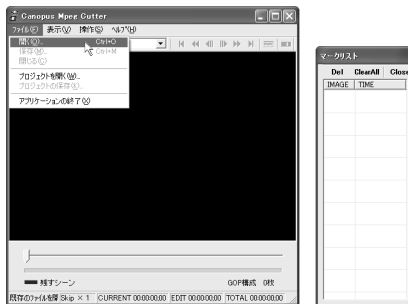 Canopus Mpeg Cutter
ファイル(F) 表示(V) 操作(S) ヘルプ(H)
開く(O)... Ctrl+O
保存(M)... Ctrl+M
閉じる(C)
プロジェクトを開く(W)...
プロジェクトの保存(K)...
アプリケーションの終了(X)
残すシーン GOP構成 0秒
既存のファイルを開 Skip × 1 CURRENT 00:00:00;00 EDIT 00:00:00;00 TOTAL 00:00:00;00
マークリスト
Del ClearAll Close
IMAGE TIME